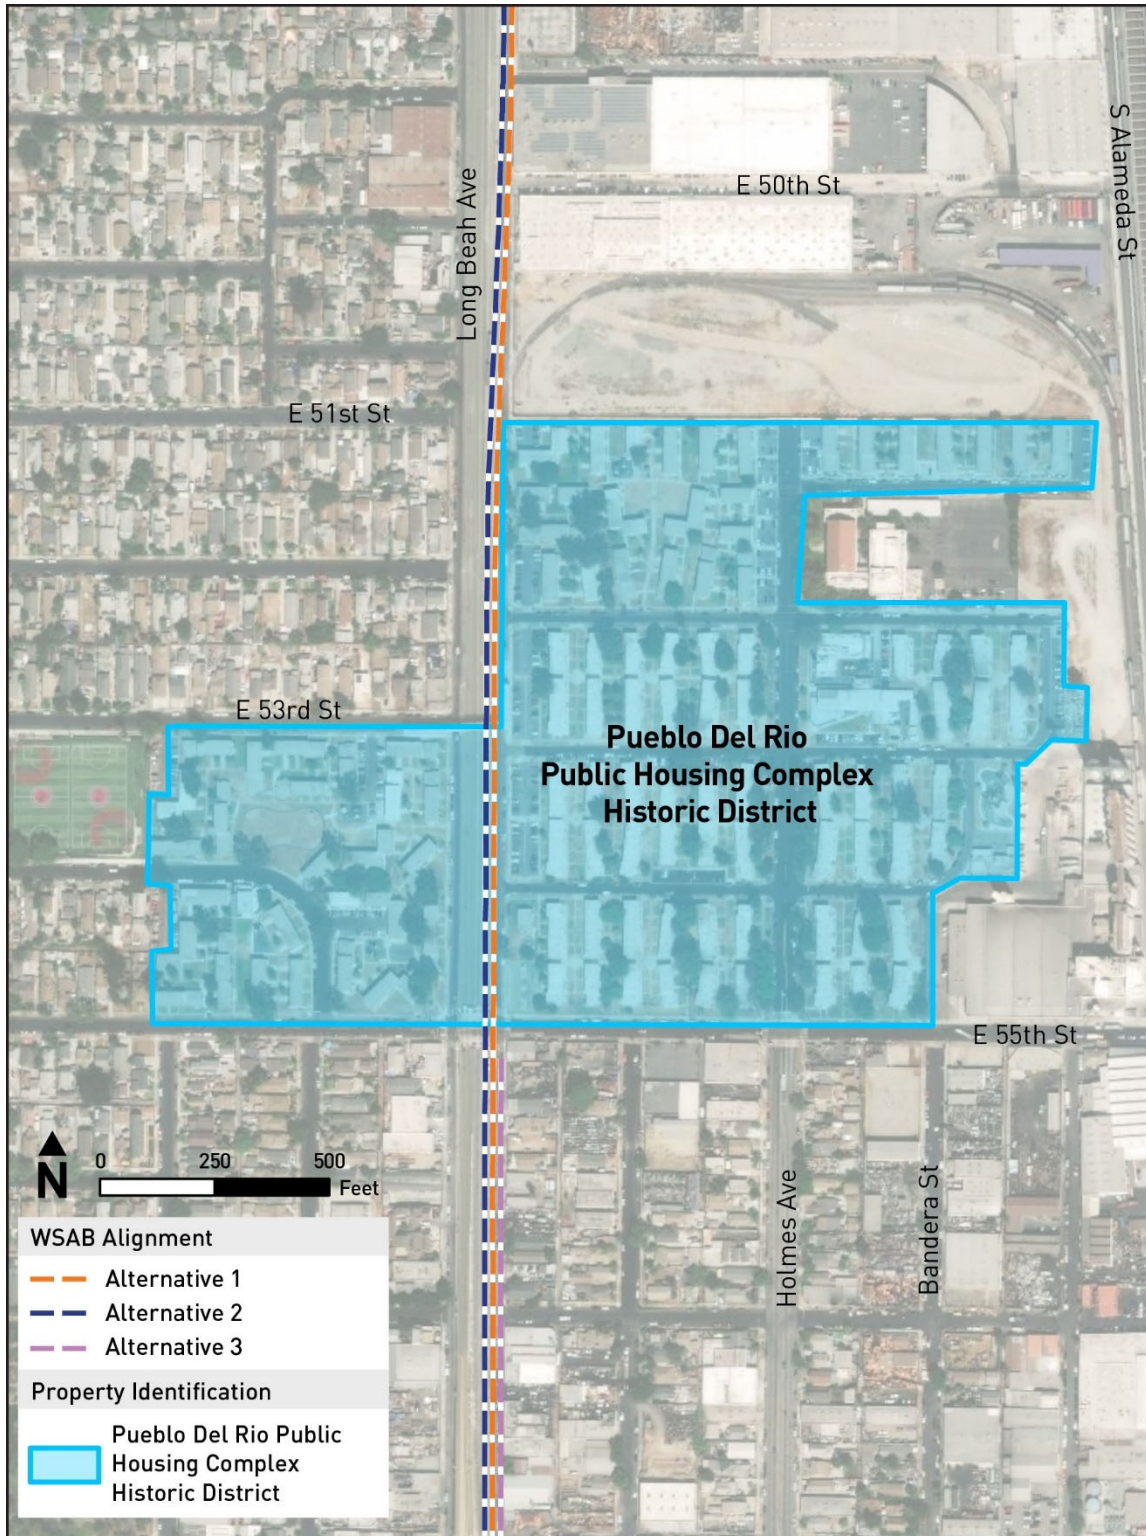 S Alameda St
E 50th St
Long Beah Ave
E 51st St
E 53rd St
Pueblo Del Rio
Public Housing Complex
Historic District
E 55th St
N
0 250 500
Feet
Holmes Ave
Bandera St
WSAB Alignment
Alternative 1
Alternative 2
Alternative 3
Property Identification
Pueblo Del Rio Public
Housing Complex
Historic District